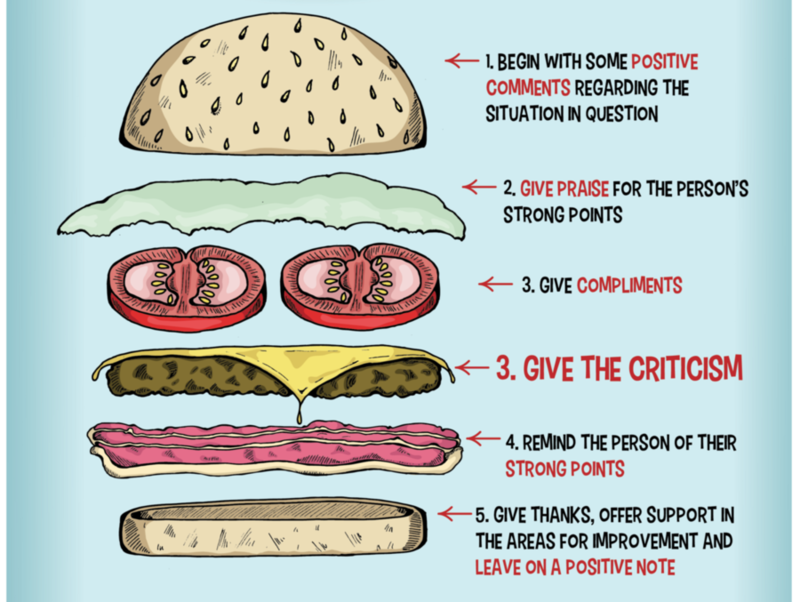 1. BEGIN WITH SOME POSITIVE
COMMENTS REGARDING THE
SITUATION IN QUESTION
2. GIVE PRAISE FOR THE PERSON'S
STRONG POINTS
3. GIVE COMPLIMENTS
3. GIVE THE CRITICISM
4. REMIND THE PERSON OF THEIR
STRONG POINTS
5. GIVE THANKS, OFFER SUPPORT IN
THE AREAS FOR IMPROVEMENT AND
LEAVE ON A POSITIVE NOTE